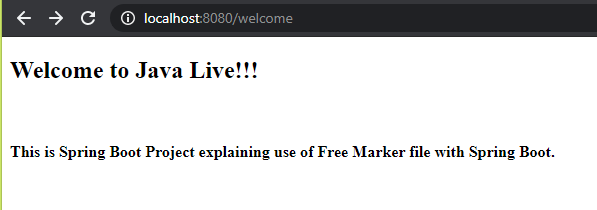 localhost:8080/welcome
Welcome to Java Live!!!
This is Spring Boot Project explaining use of Free Marker file with Spring Boot.